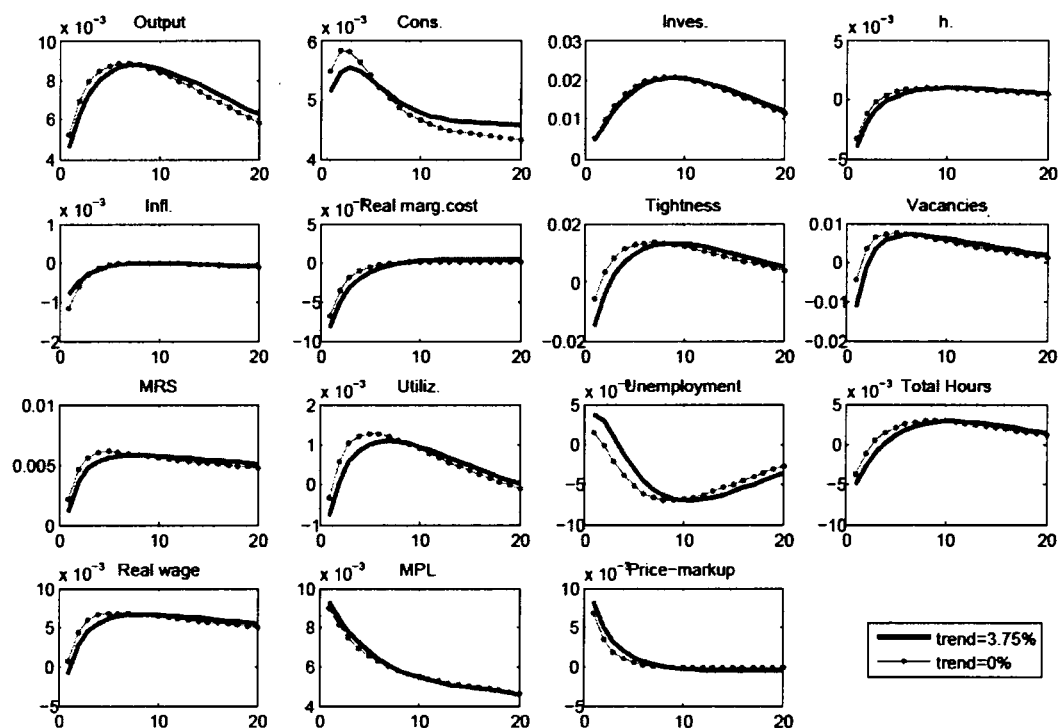 x 10⁻³ Output
10
8
6
4
0 10 20
x 10⁻³ Cons.
6
5
4
0 10 20
Inves.
0.03
0.02
0.01
0
0 10 20
x 10⁻³ h.
5
0
−5
0 10 20
x 10⁻³ Infl.
1
0
−1
−2
0 10 20
x 10⁻³ Real marg.cost
5
0
−5
−10
0 10 20
Tightness
0.02
0
−0.02
0 10 20
Vacancies
0.01
0
−0.01
−0.02
0 10 20
MRS
0.01
0.005
0
0 10 20
x 10⁻³ Utiliz.
2
1
0
−1
0 10 20
x 10⁻³ Unemployment
5
0
−5
−10
0 10 20
x 10⁻³ Total Hours
5
0
−5
−10
0 10 20
x 10⁻³ Real wage
10
5
0
−5
0 10 20
x 10⁻³ MPL
10
8
6
4
0 10 20
x 10⁻³ Price−markup
10
5
0
−5
0 10 20
trend=3.75%
trend=0%